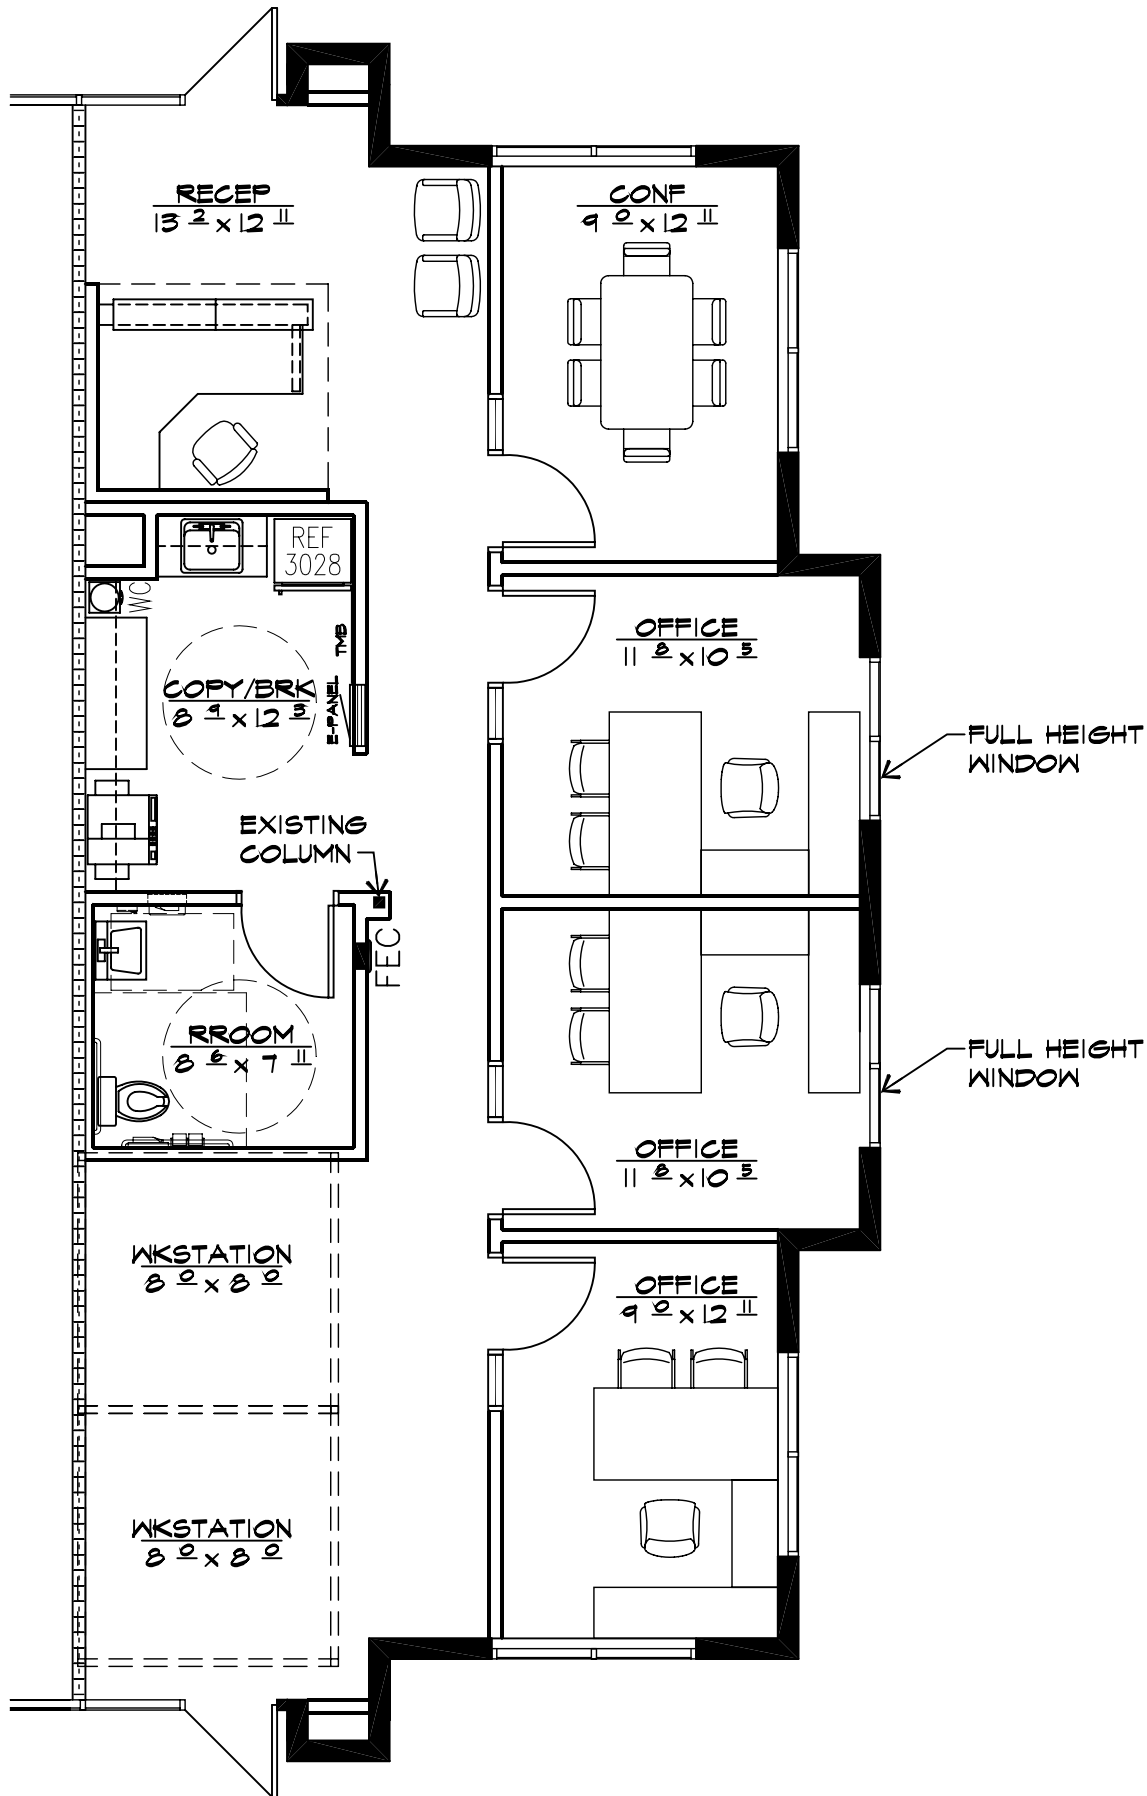 RECEP
13 2 x 12 11
CONF
9 0 x 12 11
REF
3028
WC
TMB
E-PANEL
COPY/BRK
8 9 x 12 3
OFFICE
11 8 x 10 5
FULL HEIGHT
WINDOW
EXISTING
COLUMN
FEC
RROOM
8 6 x 7 11
FULL HEIGHT
WINDOW
OFFICE
11 8 x 10 5
WKSTATION
8 0 x 8 0
OFFICE
9 0 x 12 11
WKSTATION
8 0 x 8 0